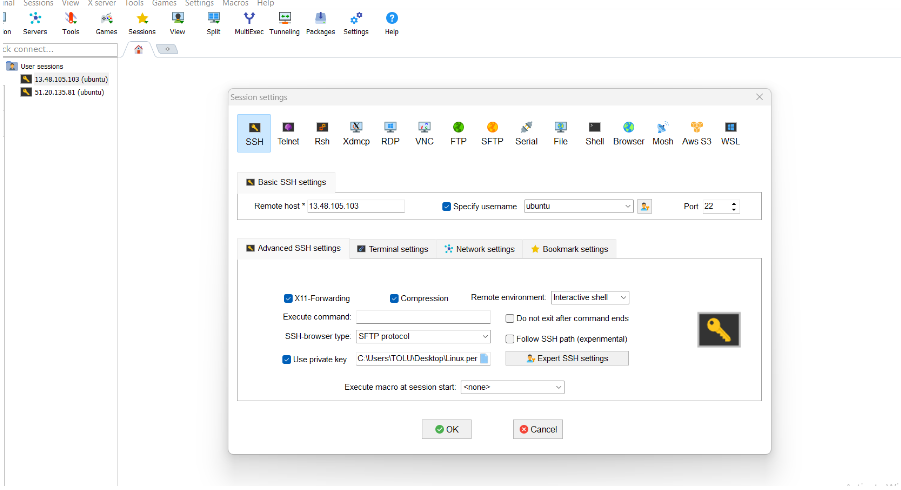 Sessions View X server Tools Games Settings Macros Help
Servers Tools Games Sessions View Split MultiExec Tunneling Packages Settings Help
ck connect...
User sessions
13.48.105.103 (ubuntu)
51.20.135.81 (ubuntu)
Session settings
SSH Telnet Rsh Xdmcp RDP VNC FTP SFTP Serial File Shell Browser Mosh Aws S3 WSL
Basic SSH settings
Remote host * 13.48.105.103 Specify username ubuntu Port 22
Advanced SSH settings Terminal settings Network settings Bookmark settings
X11-Forwarding Compression Remote environment: Interactive shell
Execute command: Do not exit after command ends
SSH-browser type: SFTP protocol Follow SSH path (experimental)
Use private key C:\Users\TOLU\Desktop\Linux.per Expert SSH settings
Execute macro at session start: <none>
OK Cancel